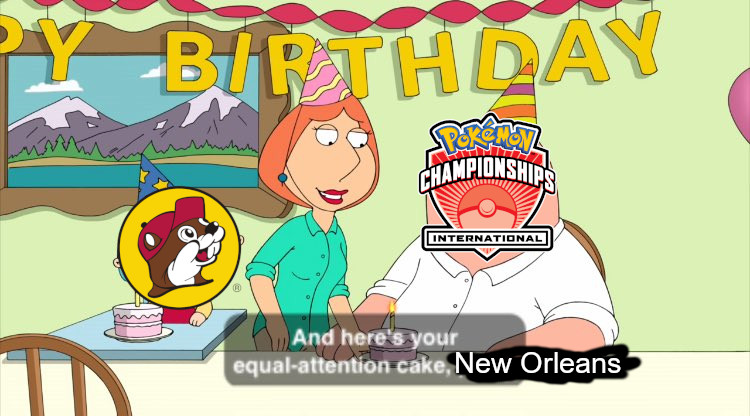 PY BIRTHDAY
POKéMON
CHAMPIONSHIPS
INTERNATIONAL
®
And here's your
equal-attention cake, New Orleans